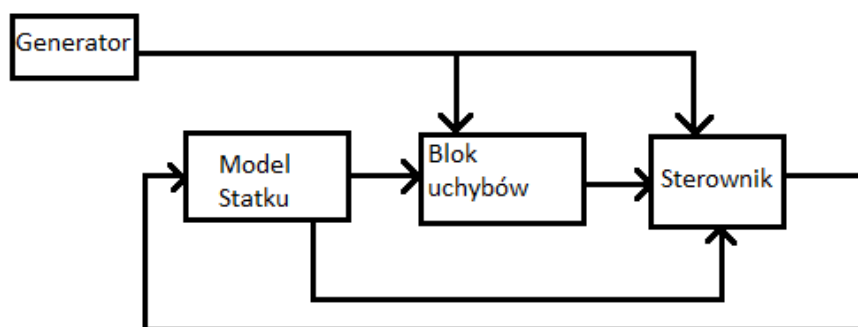 Generator
Model
Statku
Blok
uchybów
Sterownik